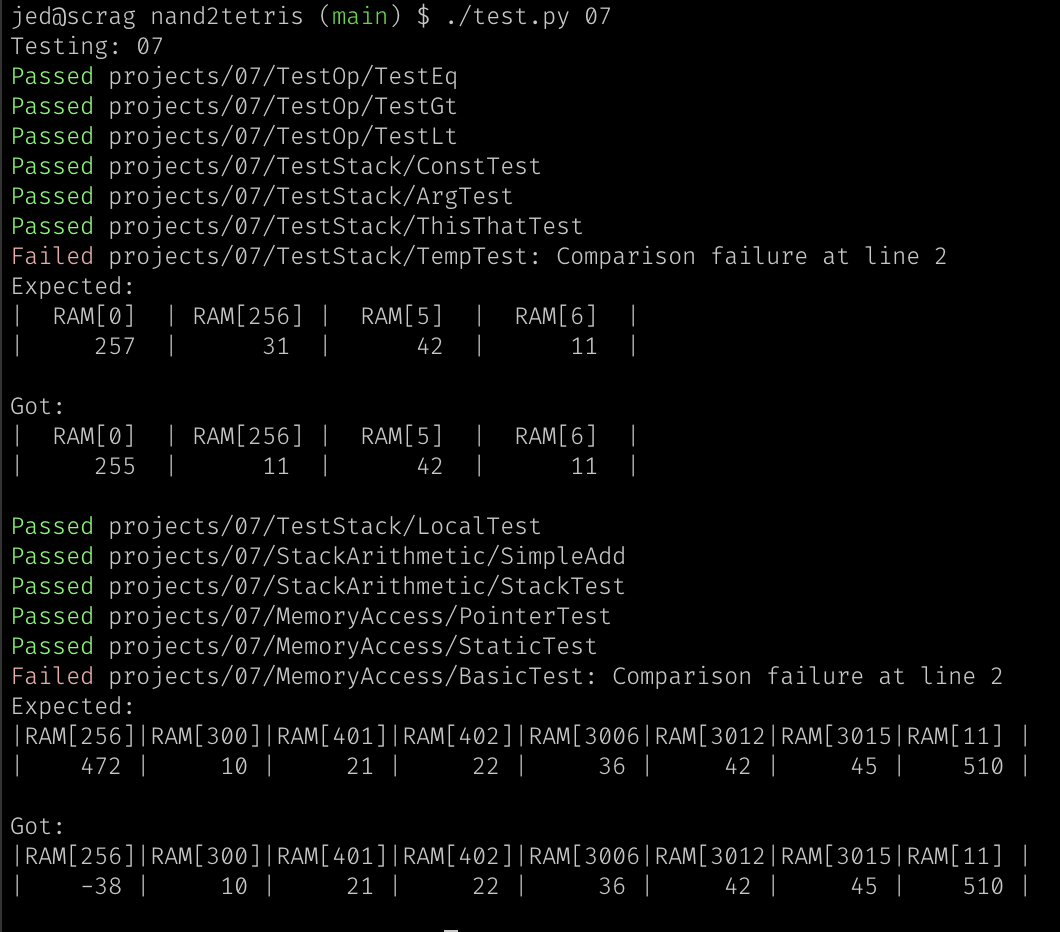 jed@scrag nand2tetris (main) $ ./test.py 07
Testing: 07
Passed projects/07/TestOp/TestEq
Passed projects/07/TestOp/TestGt
Passed projects/07/TestOp/TestLt
Passed projects/07/TestStack/ConstTest
Passed projects/07/TestStack/ArgTest
Passed projects/07/TestStack/ThisThatTest
Failed projects/07/TestStack/TempTest: Comparison failure at line 2
Expected:
|  RAM[0]  | RAM[256] |  RAM[5]  |  RAM[6]  |
|     257  |     31  |      42  |      11  |

Got:
|  RAM[0]  | RAM[256] |  RAM[5]  |  RAM[6]  |
|     255  |     11  |      42  |      11  |

Passed projects/07/TestStack/LocalTest
Passed projects/07/StackArithmetic/SimpleAdd
Passed projects/07/StackArithmetic/StackTest
Passed projects/07/MemoryAccess/PointerTest
Passed projects/07/MemoryAccess/StaticTest
Failed projects/07/MemoryAccess/BasicTest: Comparison failure at line 2
Expected:
|RAM[256]|RAM[300]|RAM[401]|RAM[402]|RAM[3006|RAM[3012|RAM[3015|RAM[11] |
|    472 |     10 |     21 |     22 |     36 |     42 |     45 |    510 |

Got:
|RAM[256]|RAM[300]|RAM[401]|RAM[402]|RAM[3006|RAM[3012|RAM[3015|RAM[11] |
|    -38 |     10 |     21 |     22 |     36 |     42 |     45 |    510 |